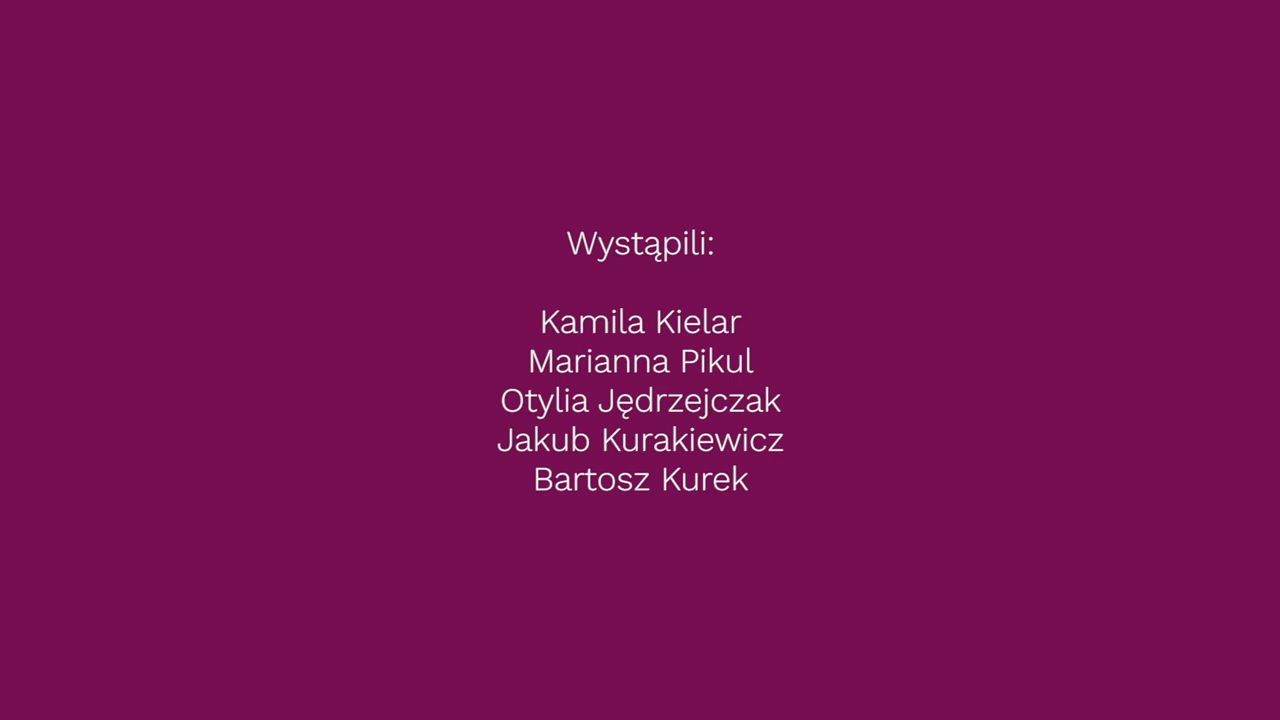 Wystąpili:
Kamila Kielar
Marianna Pikul
Otylia Jędrzejczak
Jakub Kurakiewicz
Bartosz Kurek